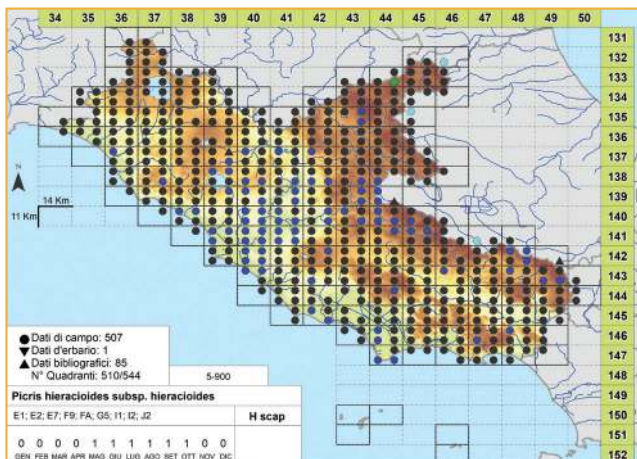 34 35 36 37 38 39 40 41 42 43 44 45 46 47 48 49 50
131
132
133
134
135
136
137
138
139
140
141
142
143
144
145
146
147
148
149
150
151
152
N
14 Km
11 Km
Dati di campo: 507
Dati d'erbario: 1
Dati bibliografici: 85
N° Quadranti: 510/544
5-900
Picris hieracioides subsp. hieracioides
E1; E2; E7; F9; FA; G5; I1; I2; J2 H scap
0 0 0 0 1 1 1 1 1 1 0 0
GEN FEB MAR APR MAG GIU LUG AGO SET OTT NOV DIC